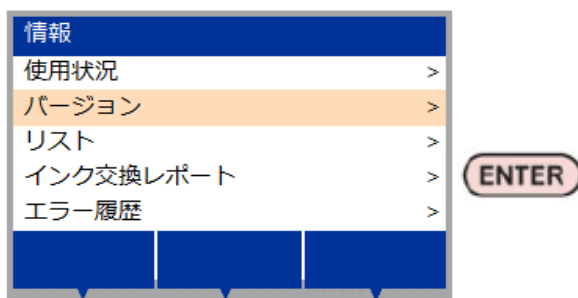 情報
使用状況 >
バージョン >
リスト >
インク交換レポート >
エラー履歴 >
ENTER